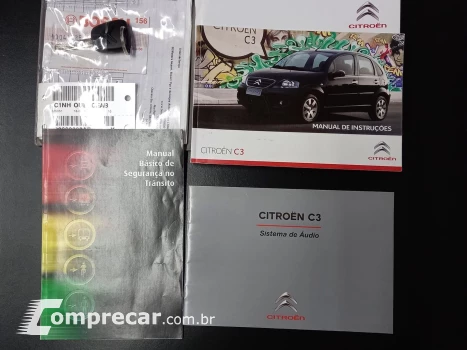 156
CITROËN
C3
MANUAL DE INSTRUÇÕES
CITROËN C3
CITROËN
Manual
Básico de
Segurança no
Trânsito
CITROËN C3
Sistema de Áudio
CITROËN
Comprecar.com.br